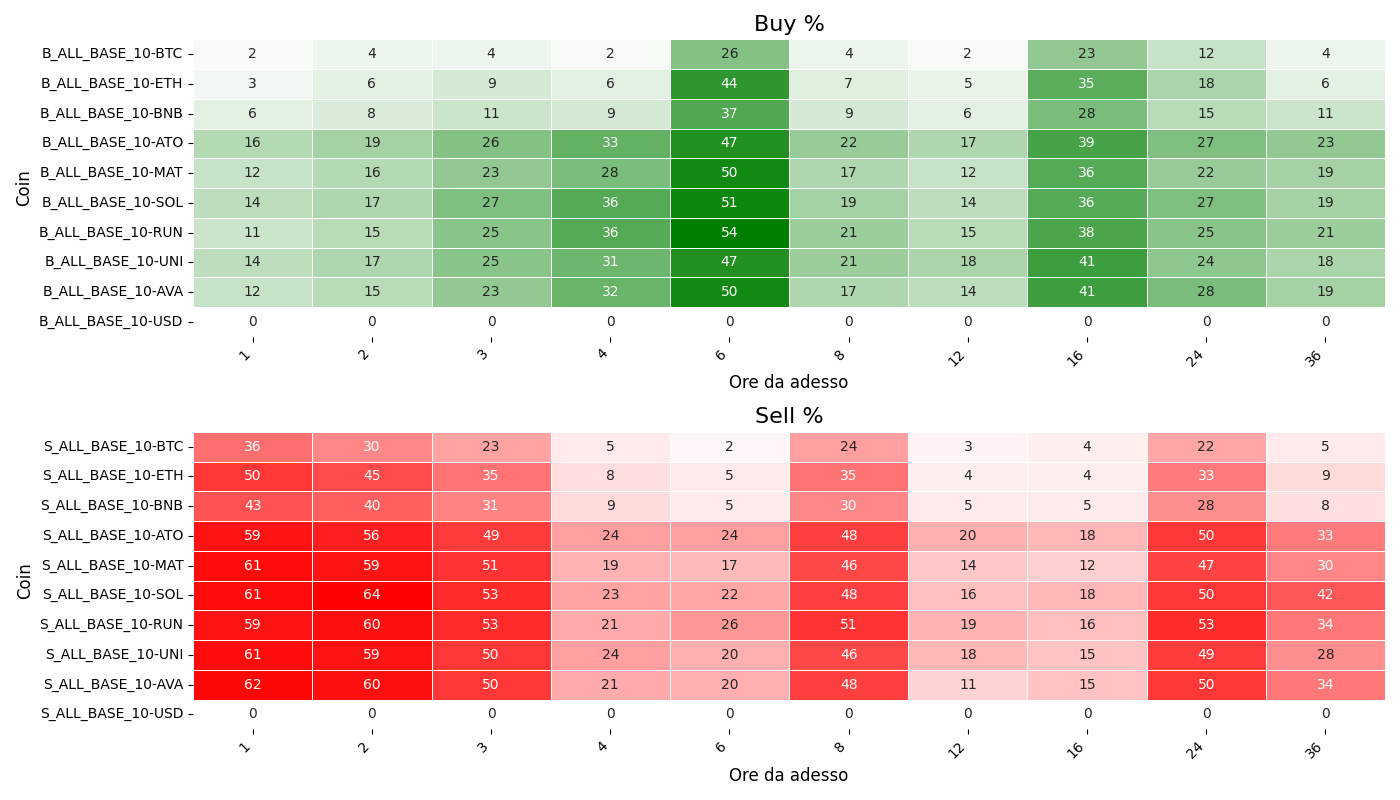 Buy %
Coin
B_ALL_BASE_10-BTC 2 4 4 2 26 4 2 23 12 4
B_ALL_BASE_10-ETH 3 6 9 6 44 7 5 35 18 6
B_ALL_BASE_10-BNB 6 8 11 9 37 9 6 28 15 11
B_ALL_BASE_10-ATO 16 19 26 33 47 22 17 39 27 23
B_ALL_BASE_10-MAT 12 16 23 28 50 17 12 36 22 19
B_ALL_BASE_10-SOL 14 17 27 36 51 19 14 36 27 19
B_ALL_BASE_10-RUN 11 15 25 36 54 21 15 38 25 21
B_ALL_BASE_10-UNI 14 17 25 31 47 21 18 41 24 18
B_ALL_BASE_10-AVA 12 15 23 32 50 17 14 41 28 19
B_ALL_BASE_10-USD 0 0 0 0 0 0 0 0 0 0
1 2 3 4 6 8 12 16 24 36
Ore da adesso
Sell %
Coin
S_ALL_BASE_10-BTC 36 30 23 5 2 24 3 4 22 5
S_ALL_BASE_10-ETH 50 45 35 8 5 35 4 4 33 9
S_ALL_BASE_10-BNB 43 40 31 9 5 30 5 5 28 8
S_ALL_BASE_10-ATO 59 56 49 24 24 48 20 18 50 33
S_ALL_BASE_10-MAT 61 59 51 19 17 46 14 12 47 30
S_ALL_BASE_10-SOL 61 64 53 23 22 48 16 18 50 42
S_ALL_BASE_10-RUN 59 60 53 21 26 51 19 16 53 34
S_ALL_BASE_10-UNI 61 59 50 24 20 46 18 15 49 28
S_ALL_BASE_10-AVA 62 60 50 21 20 48 11 15 50 34
S_ALL_BASE_10-USD 0 0 0 0 0 0 0 0 0 0
1 2 3 4 6 8 12 16 24 36
Ore da adesso